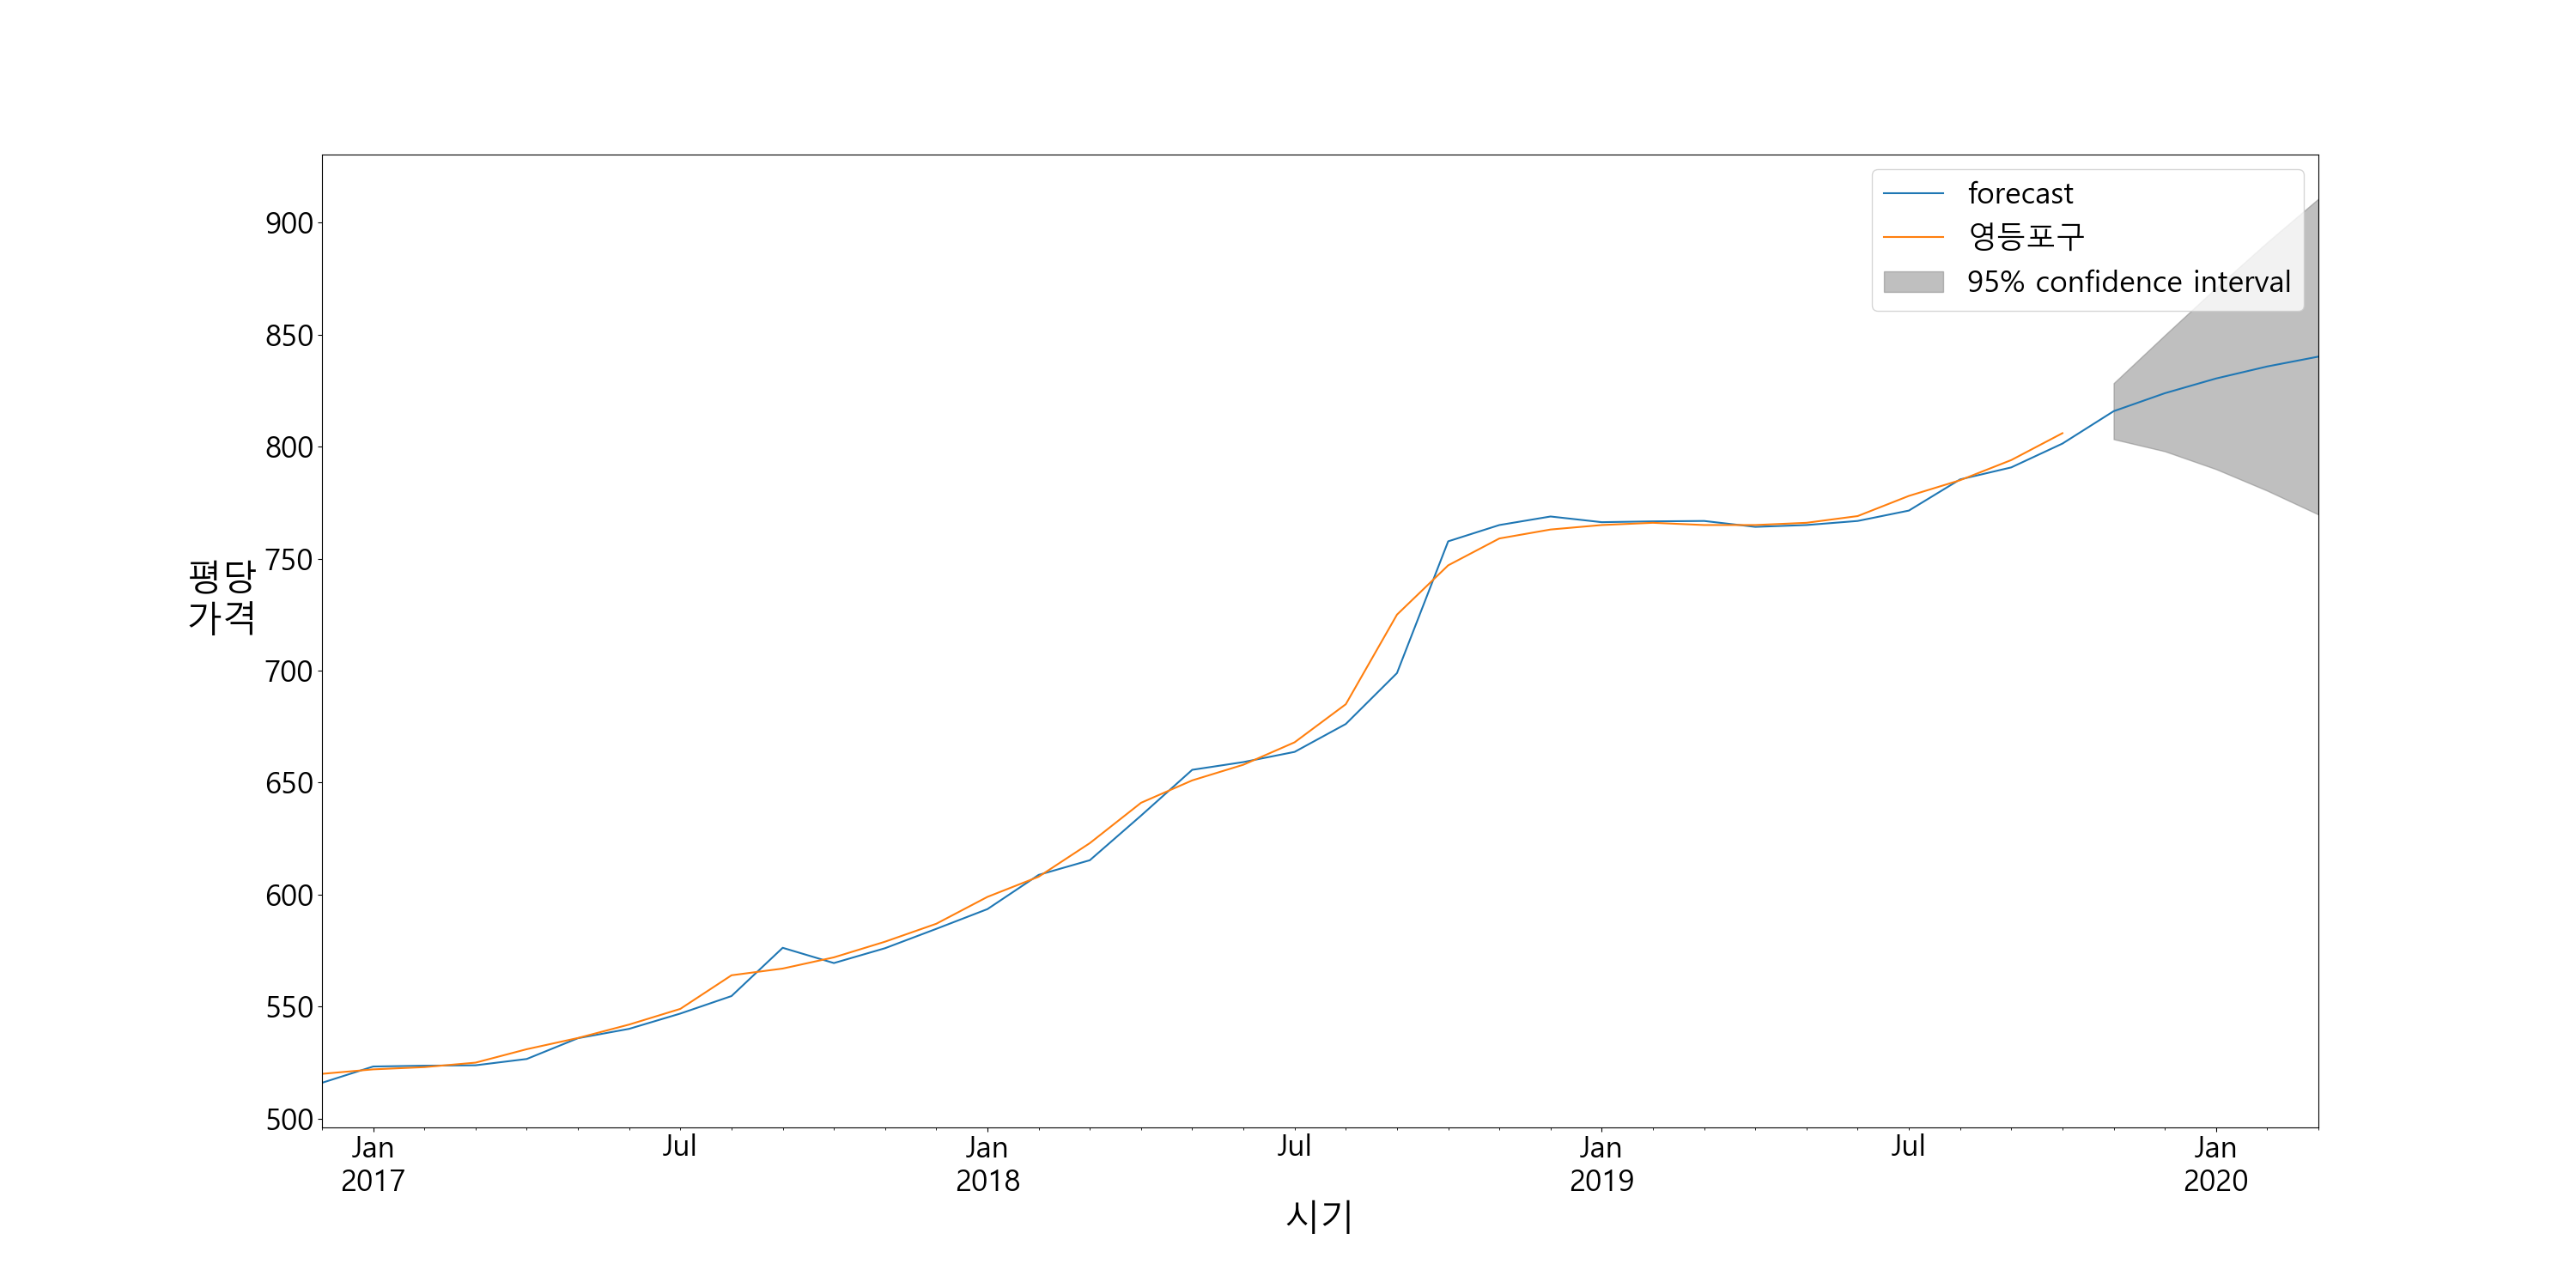 forecast
영등포구
95% confidence interval
900
850
800
750
700
650
600
550
500
평당
가격
Jan
2017
Jul
Jan
2018
Jul
Jan
2019
Jul
Jan
2020
시기